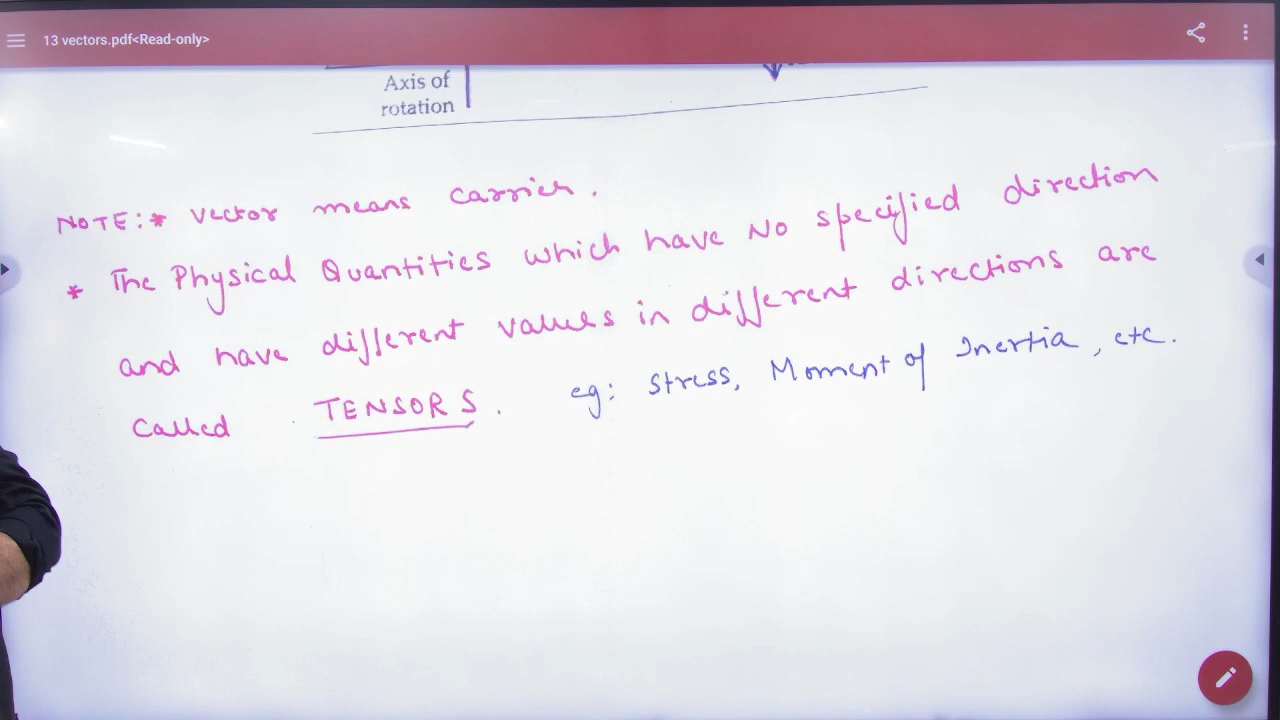 13 vectors.pdf<Read-only>
Axis of
rotation
NOTE:* Vector means Carrier.
* The Physical Quantities which have No specified direction
and have different values in different directions are
Called TENSORS. eg: Stress, Moment of Inertia, etc.